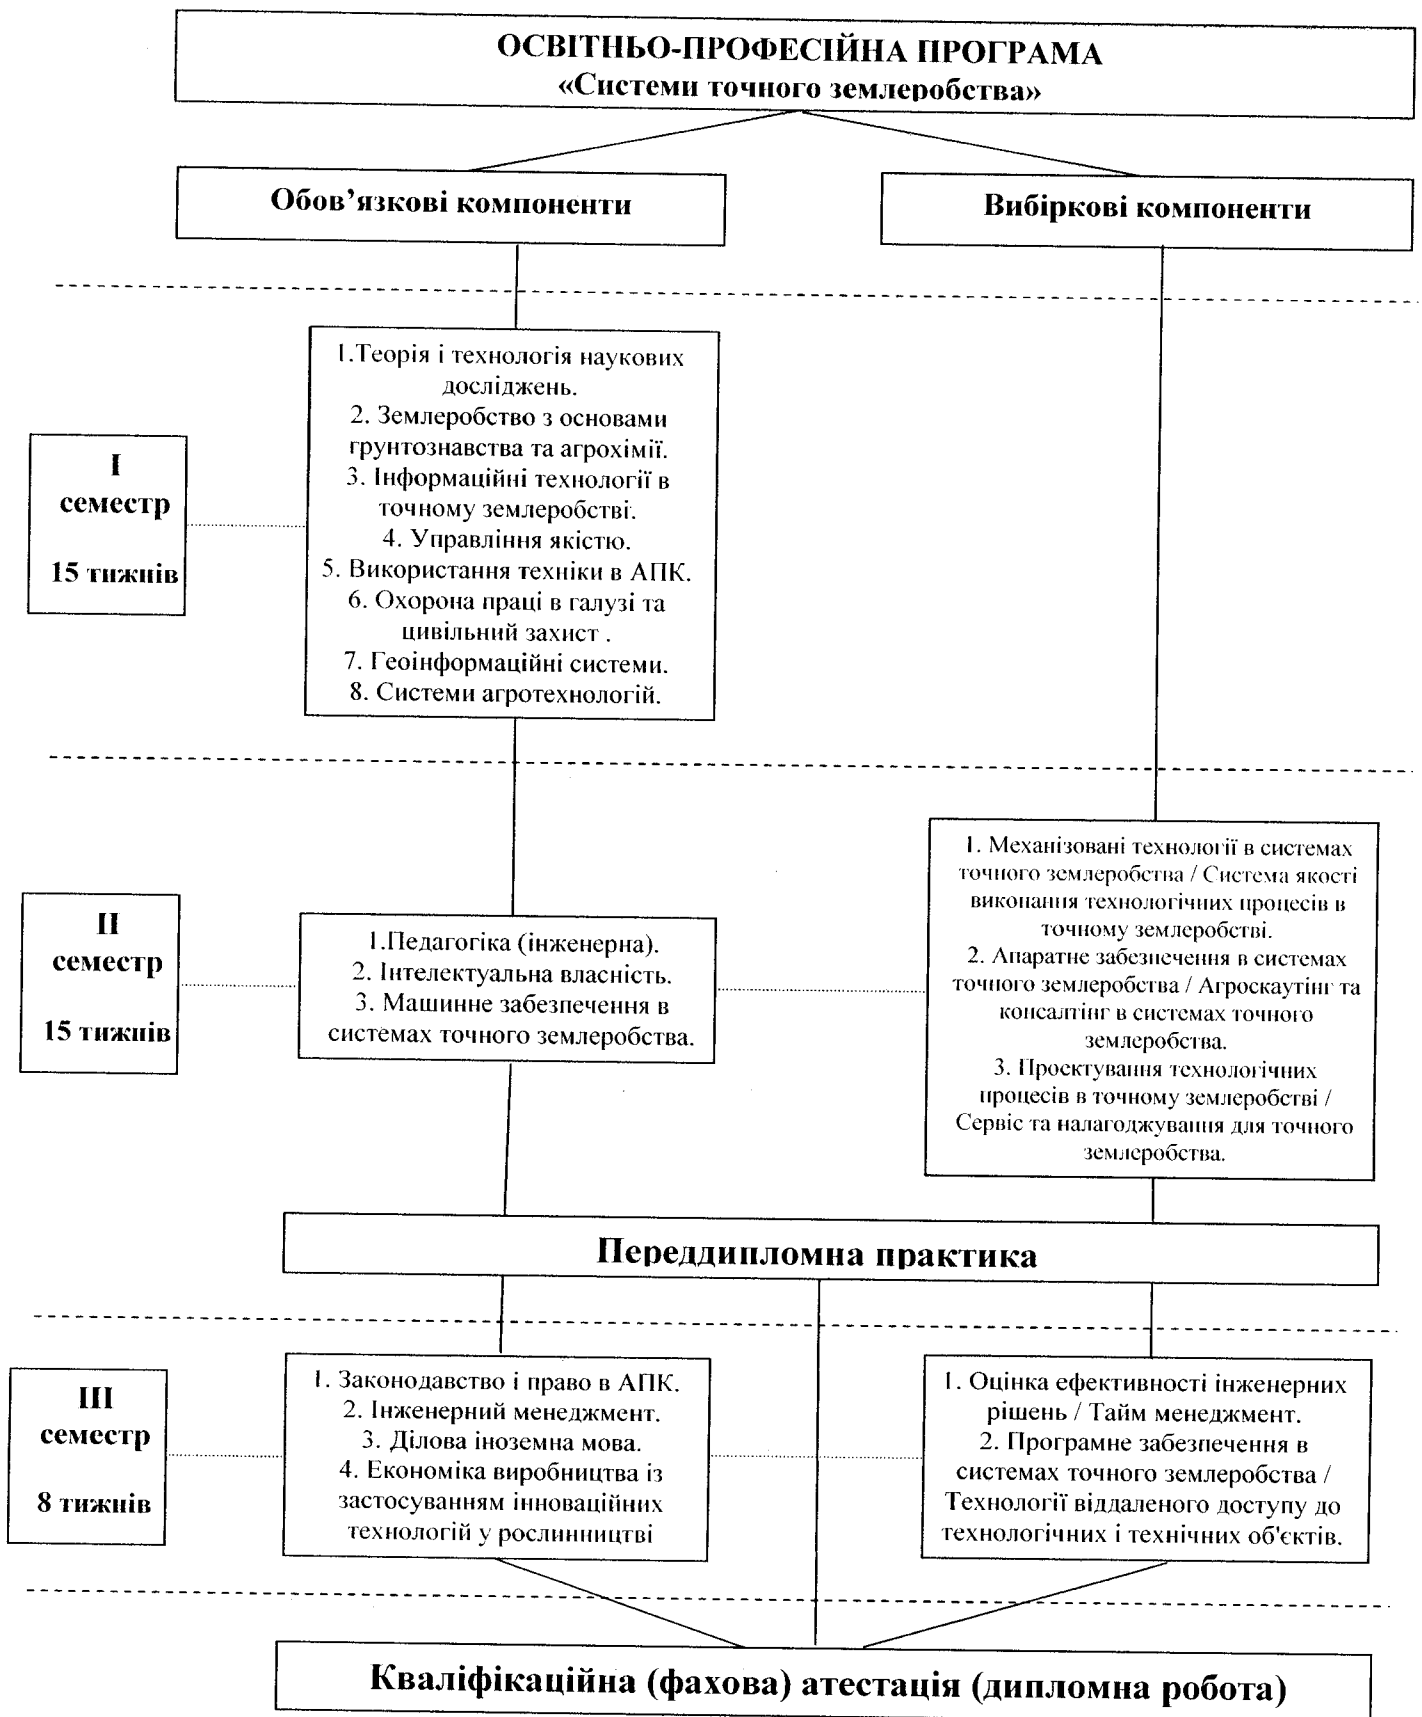 ОСВІТНЬО-ПРОФЕСІЙНА ПРОГРАМА
«Системи точного землеробства»
Обов’язкові компоненти
Вибіркові компоненти
І
семестр
15 тижнів
1.Теорія і технологія наукових
досліджень.
2. Землеробство з основами
грунтознавства та агрохімії.
3. Інформаційні технології в
точному землеробстві.
4. Управління якістю.
5. Використання техніки в АПК.
6. Охорона праці в галузі та
цивільний захист .
7. Геоінформаційні системи.
8. Системи агротехнологій.
ІІ
семестр
15 тижнів
1.Педагогіка (інженерна).
2. Інтелектуальна власність.
3. Машинне забезпечення в
системах точного землеробства.
1. Механізовані технології в системах
точного землеробства / Система якості
виконання технологічних процесів в
точному землеробстві.
2. Апаратне забезпечення в системах
точного землеробства / Агроскаутінг та
консалтінг в системах точного
землеробства.
3. Проектування технологічних
процесів в точному землеробстві /
Сервіс та налагоджування для точного
землеробства.
Переддипломна практика
ІІІ
семестр
8 тижнів
1. Законодавство і право в АПК.
2. Інженерний менеджмент.
3. Ділова іноземна мова.
4. Економіка виробництва із
застосуванням інноваційних
технологій у рослинництві
1. Оцінка ефективності інженерних
рішень / Тайм менеджмент.
2. Програмне забезпечення в
системах точного землеробства /
Технології віддаленого доступу до
технологічних і технічних об'єктів.
Кваліфікаційна (фахова) атестація (дипломна робота)